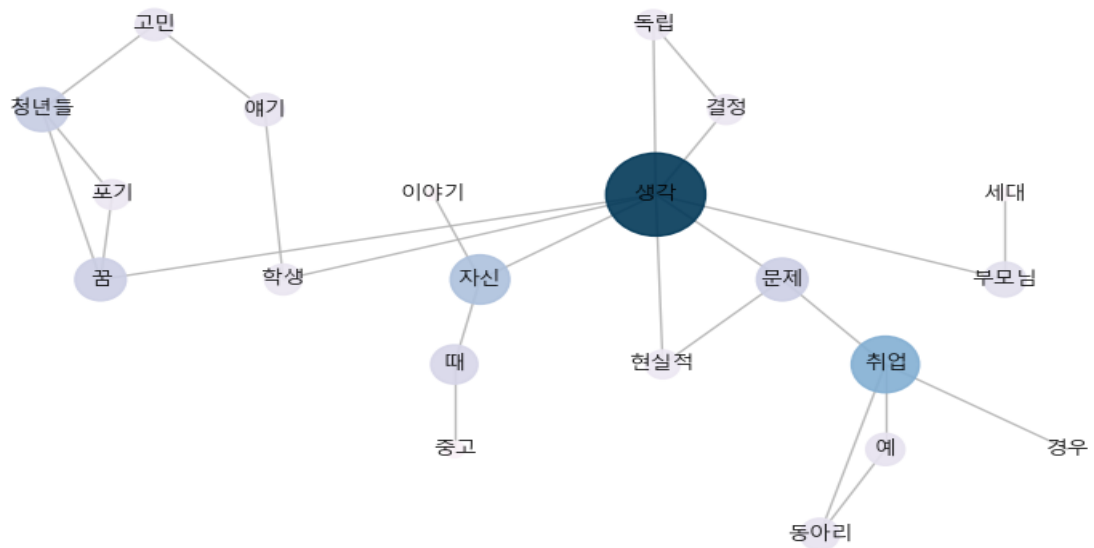 고민
독립
청년들
얘기
결정
포기
이야기
생각
세대
꿈
학생
자신
문제
부모님
때
현실적
취업
중고
예
경우
동아리